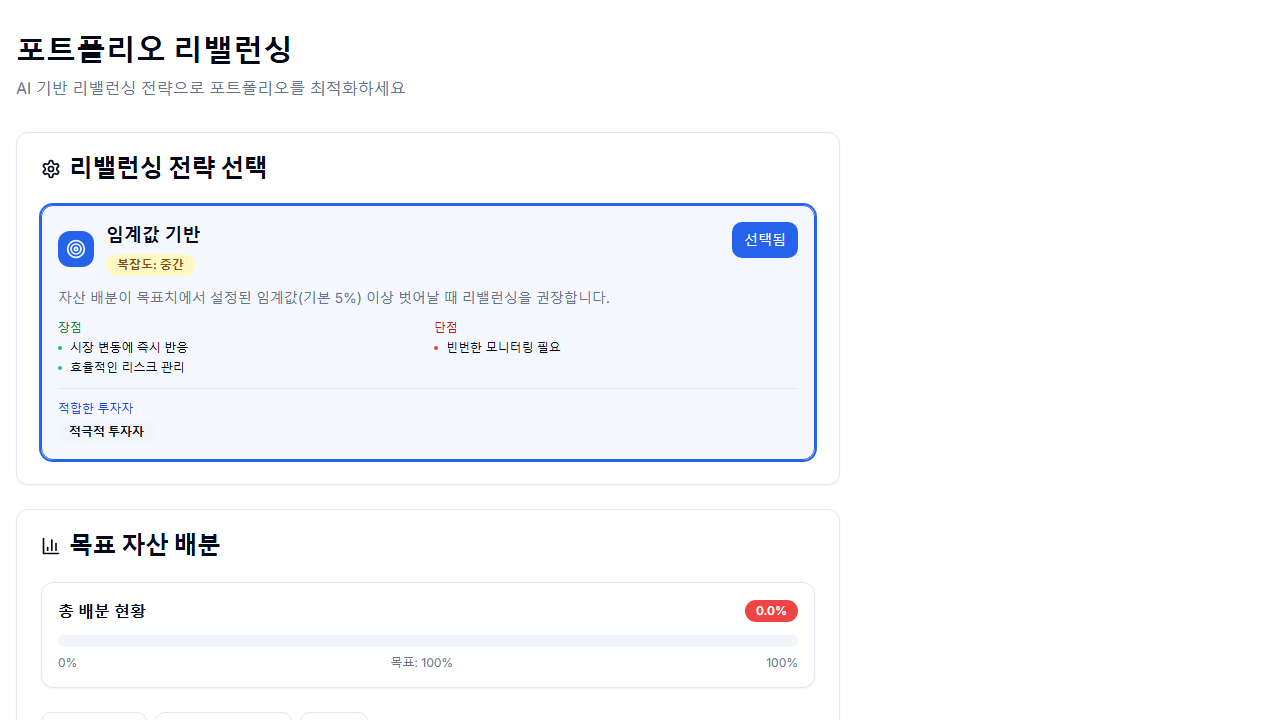 포트폴리오 리밸런싱
AI 기반 리밸런싱 전략으로 포트폴리오를 최적화하세요
리밸런싱 전략 선택
임계값 기반
복잡도: 중간
선택됨
자산 배분이 목표치에서 설정된 임계값(기본 5%) 이상 벗어날 때 리밸런싱을 권장합니다.
장점
시장 변동에 즉시 반응
효율적인 리스크 관리
단점
빈번한 모니터링 필요
적합한 투자자
적극적 투자자
목표 자산 배분
총 배분 현황
0.0%
0%
목표: 100%
100%